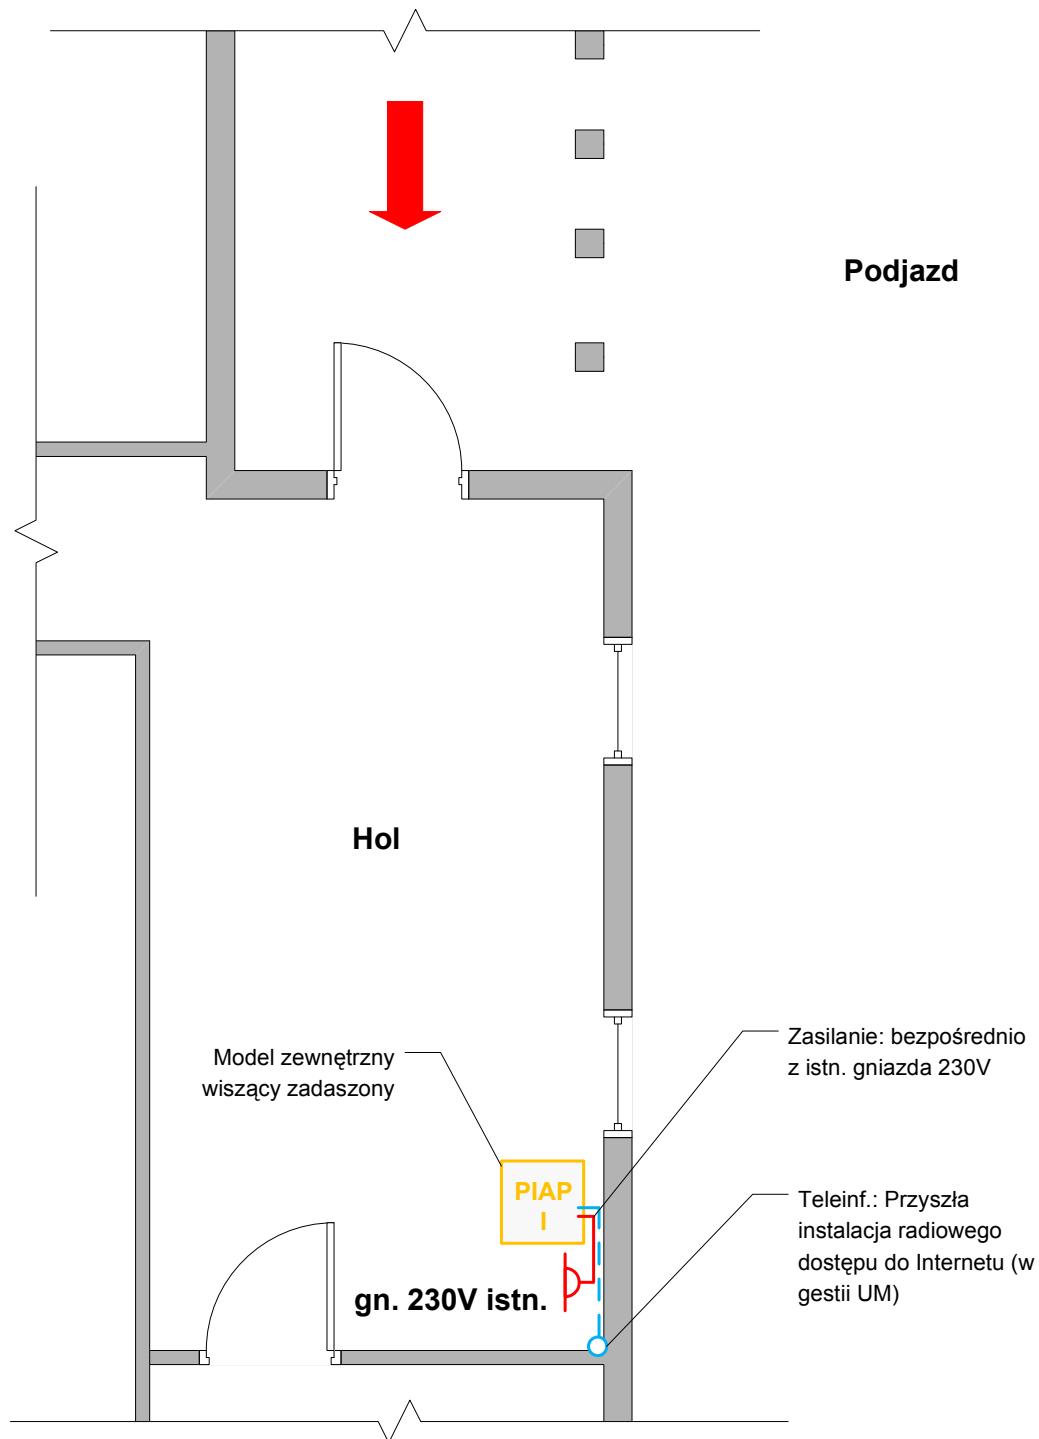 Podjazd
Hol
Model zewnętrzny
wiszący zadaszony
Zasilanie: bezpośrednio
z istn. gniazda 230V
PIAP
I
gn. 230V istn.
Teleinf.: Przyszła
instalacja radiowego
dostępu do Internetu (w
gestii UM)